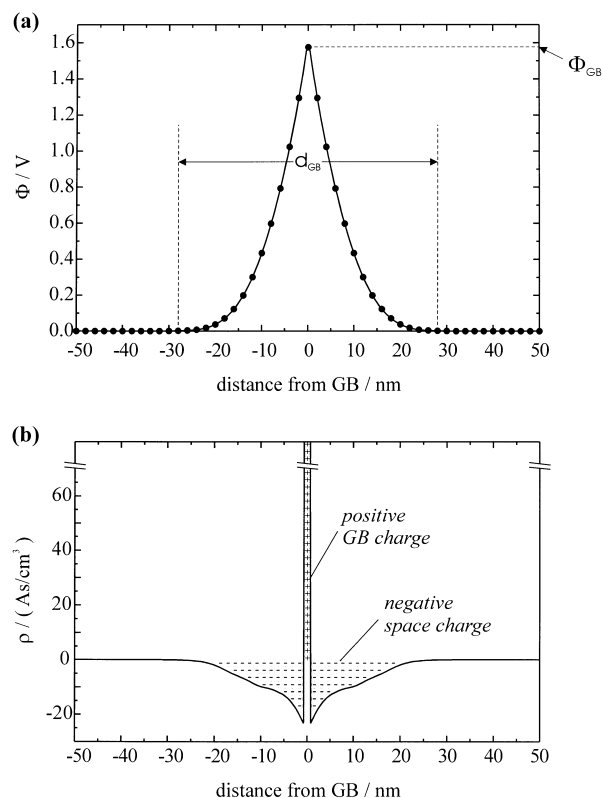 (a)
1.6
1.4
1.2
1.0
0.8
0.6
0.4
0.2
0.0
Φ / V
Φ_GB
d_GB
-50 -40 -30 -20 -10 0 10 20 30 40 50
distance from GB / nm
(b)
60
40
20
0
-20
ρ / ( As/cm³ )
positive
GB charge
negative
space charge
-50 -40 -30 -20 -10 0 10 20 30 40 50
distance from GB / nm